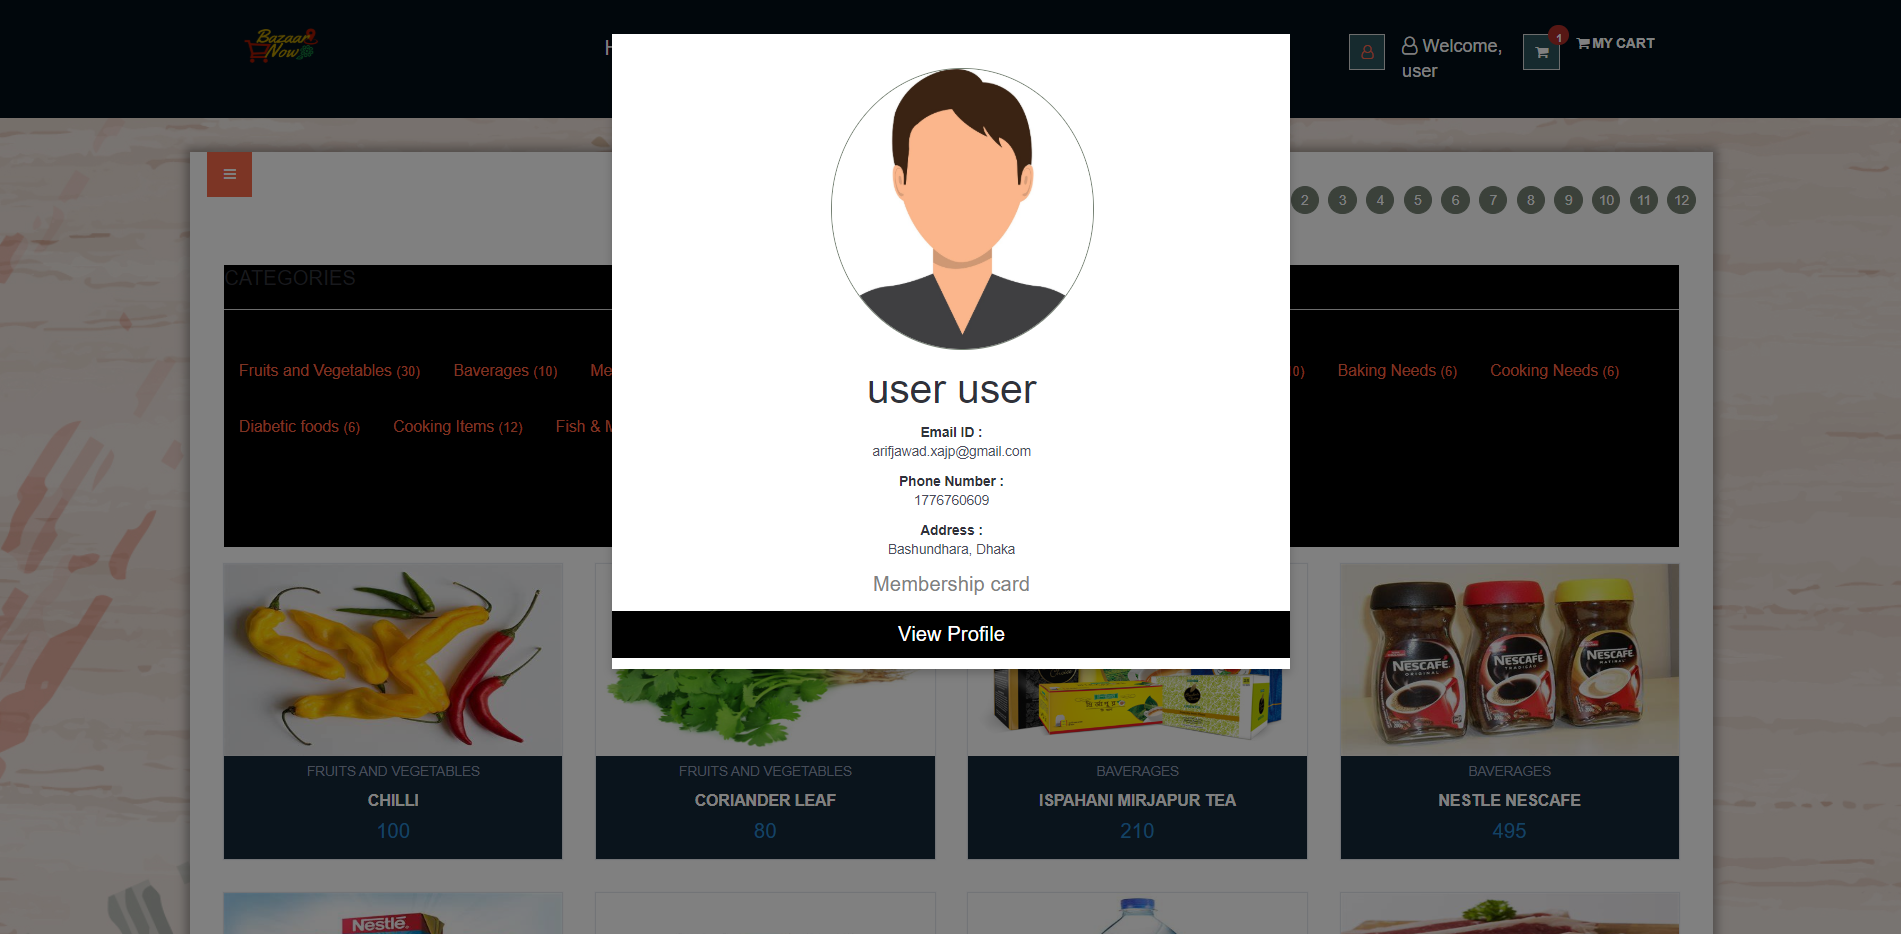 Bazaar
Now
Welcome,
user
1
MY CART
2 3 4 5 6 7 8 9 10 11 12
CATEGORIES
Fruits and Vegetables (30) Baverages (10) Baking Needs (6) Cooking Needs (6)
Diabetic foods (6) Cooking Items (12) Fish &
user user
Email ID :
arifjawad.xajp@gmail.com
Phone Number :
1776760609
Address :
Bashundhara, Dhaka
Membership card
View Profile
NESCAFE
ORIGINAL
NESCAFE
TRADIÇÃO
NESCAFE
MATINAL
FRUITS AND VEGETABLES
CHILLI
100
FRUITS AND VEGETABLES
CORIANDER LEAF
80
BAVERAGES
ISPAHANI MIRJAPUR TEA
210
BAVERAGES
NESTLE NESCAFE
495
Nestlé